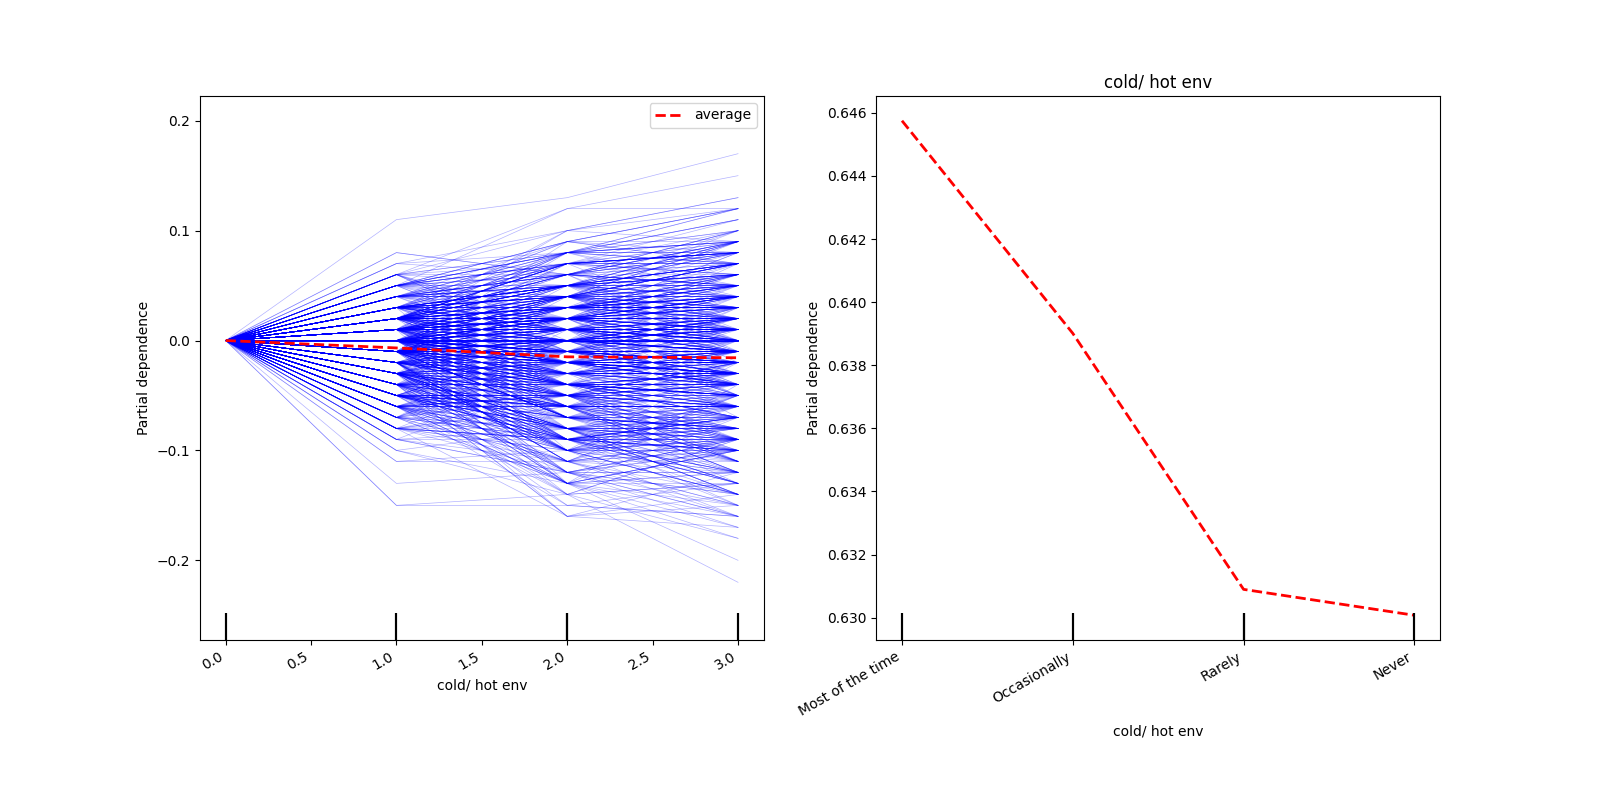 average
0.2
0.1
0.0
−0.1
−0.2
Partial dependence
0.0
0.5
1.0
1.5
2.0
2.5
3.0
cold/ hot env
cold/ hot env
0.646
0.644
0.642
0.640
0.638
0.636
0.634
0.632
0.630
Partial dependence
Most of the time
Occasionally
Rarely
Never
cold/ hot env